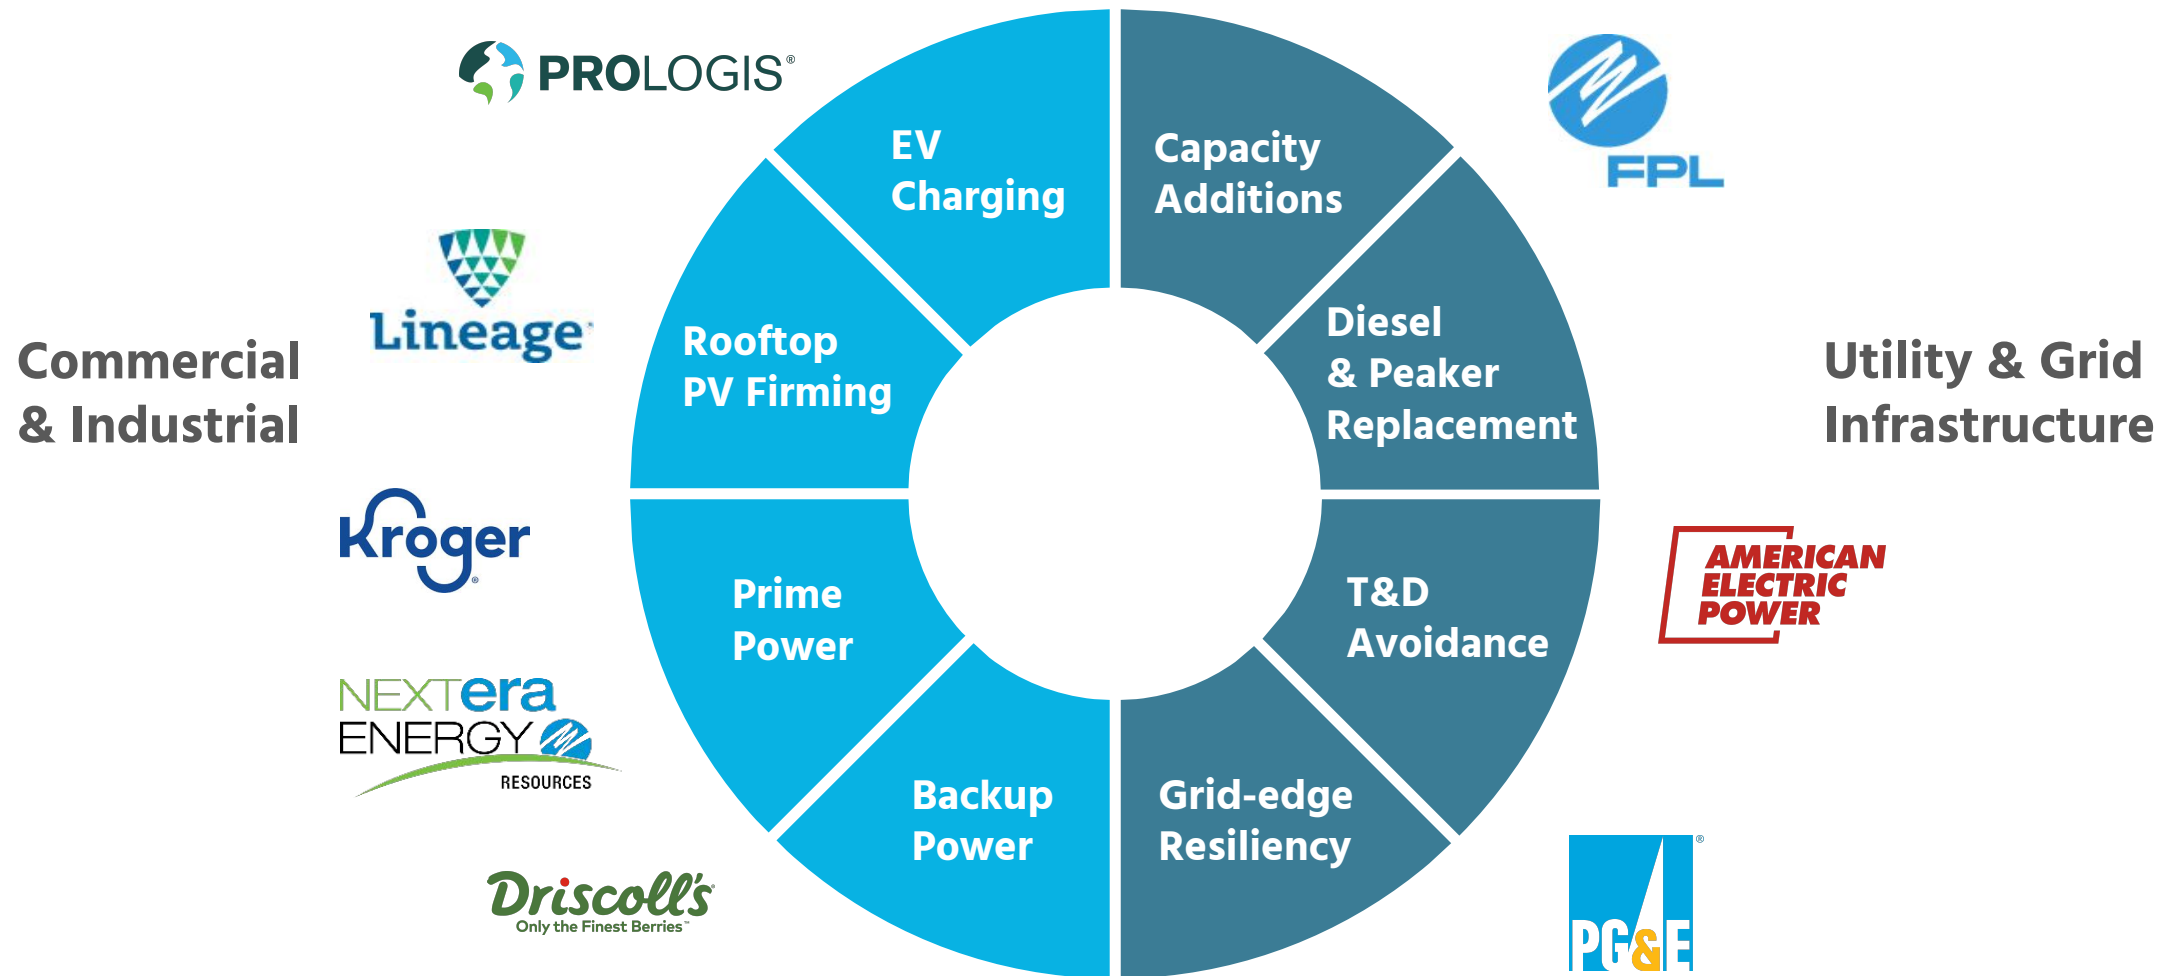 PROLOGIS®
Lineage
Commercial
& Industrial
Kroger
®
NEXTera
ENERGY
RESOURCES
Driscoll's
Only the Finest Berries™
EV
Charging
Rooftop
PV Firming
Prime
Power
Backup
Power
Capacity
Additions
Diesel
& Peaker
Replacement
T&D
Avoidance
Grid-edge
Resiliency
FPL
Utility & Grid
Infrastructure
AMERICAN
ELECTRIC
POWER
PG&E®